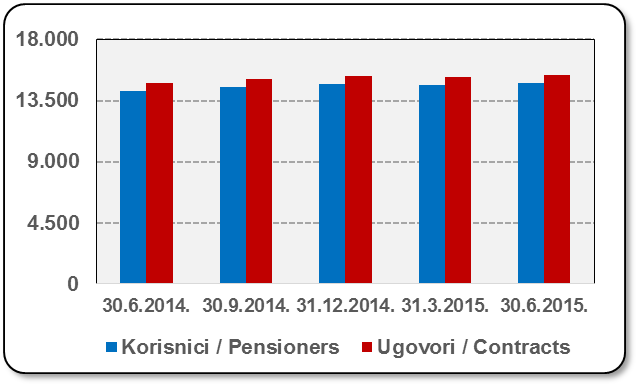 18.000
13.500
9.000
4.500
0
30.6.2014. 30.9.2014. 31.12.2014. 31.3.2015. 30.6.2015.
Korisnici / Pensioners Ugovori / Contracts